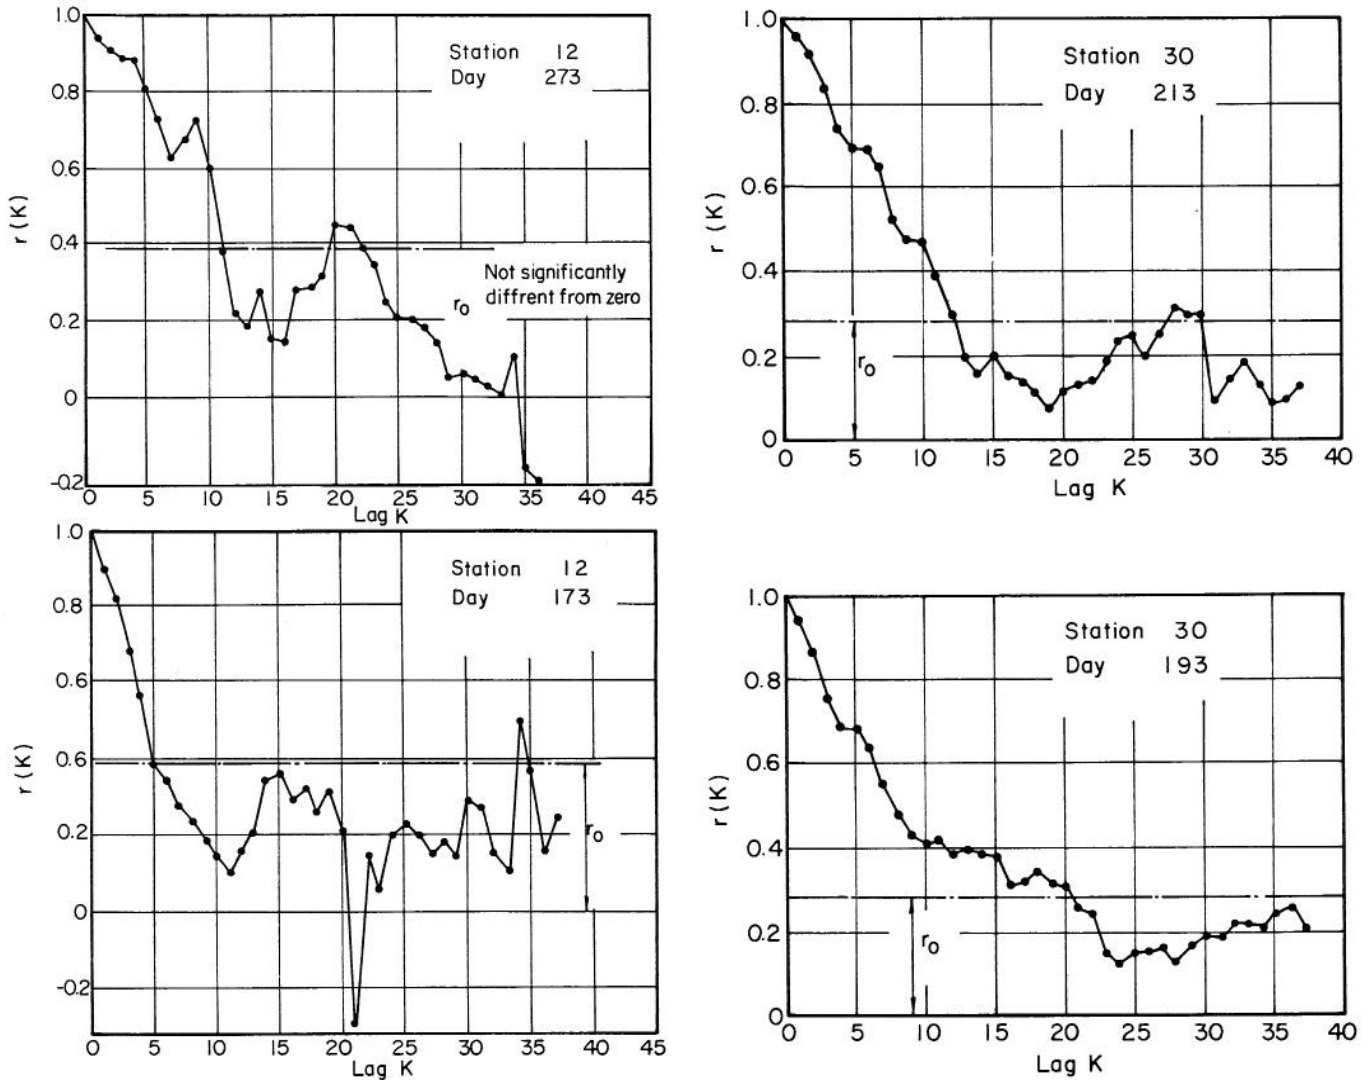 1.0
0.8
0.6
0.4
0.2
0
-0.2
r (K)
Station 12
Day 273
Not significantly
diffrent from zero
ro
0 5 10 15 20 25 30 35 40 45
Lag K
1.0
0.8
0.6
0.4
0.2
0
r (K)
Station 30
Day 213
ro
0 5 10 15 20 25 30 35 40
Lag K
1.0
0.8
0.6
0.6
0.2
0
-0.2
r (K)
Station 12
Day 173
ro
0 5 10 15 20 25 30 35 40 45
Lag K
1.0
0.8
0.6
0.4
0.2
0
r (K)
Station 30
Day 193
ro
0 5 10 15 20 25 30 35 40
Lag K